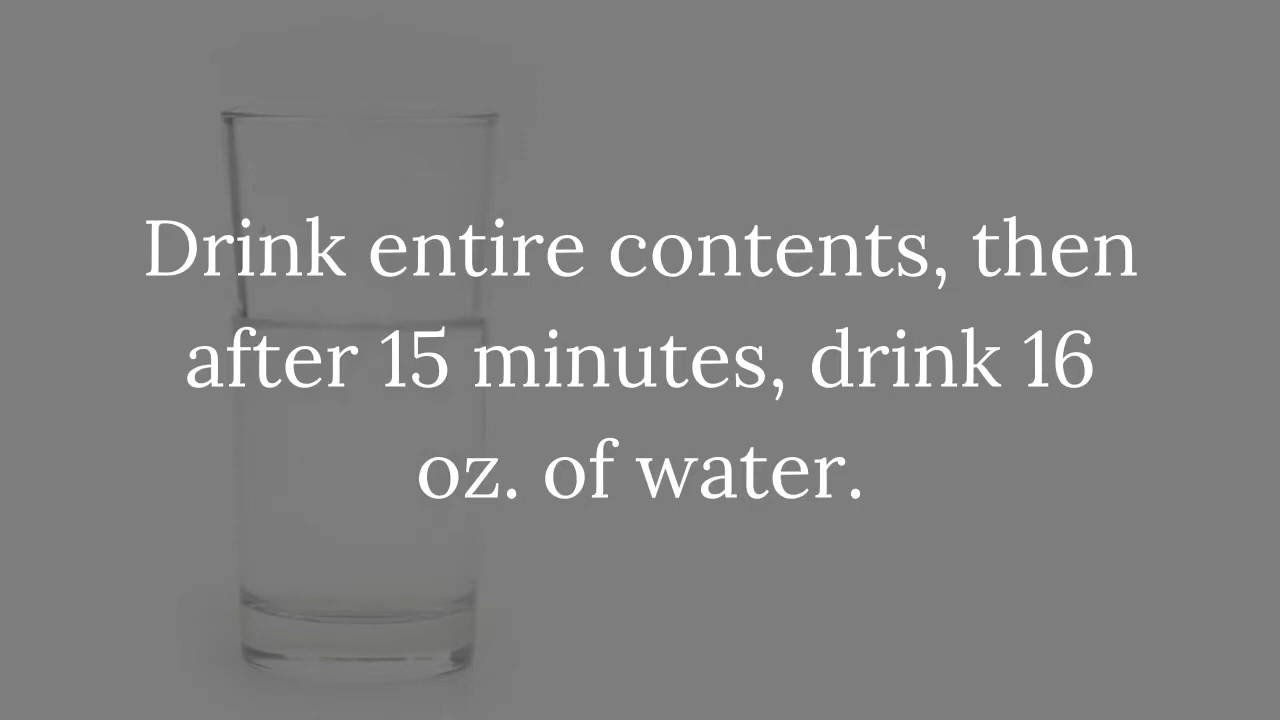 Drink entire contents, then
after 15 minutes, drink 16
oz. of water.